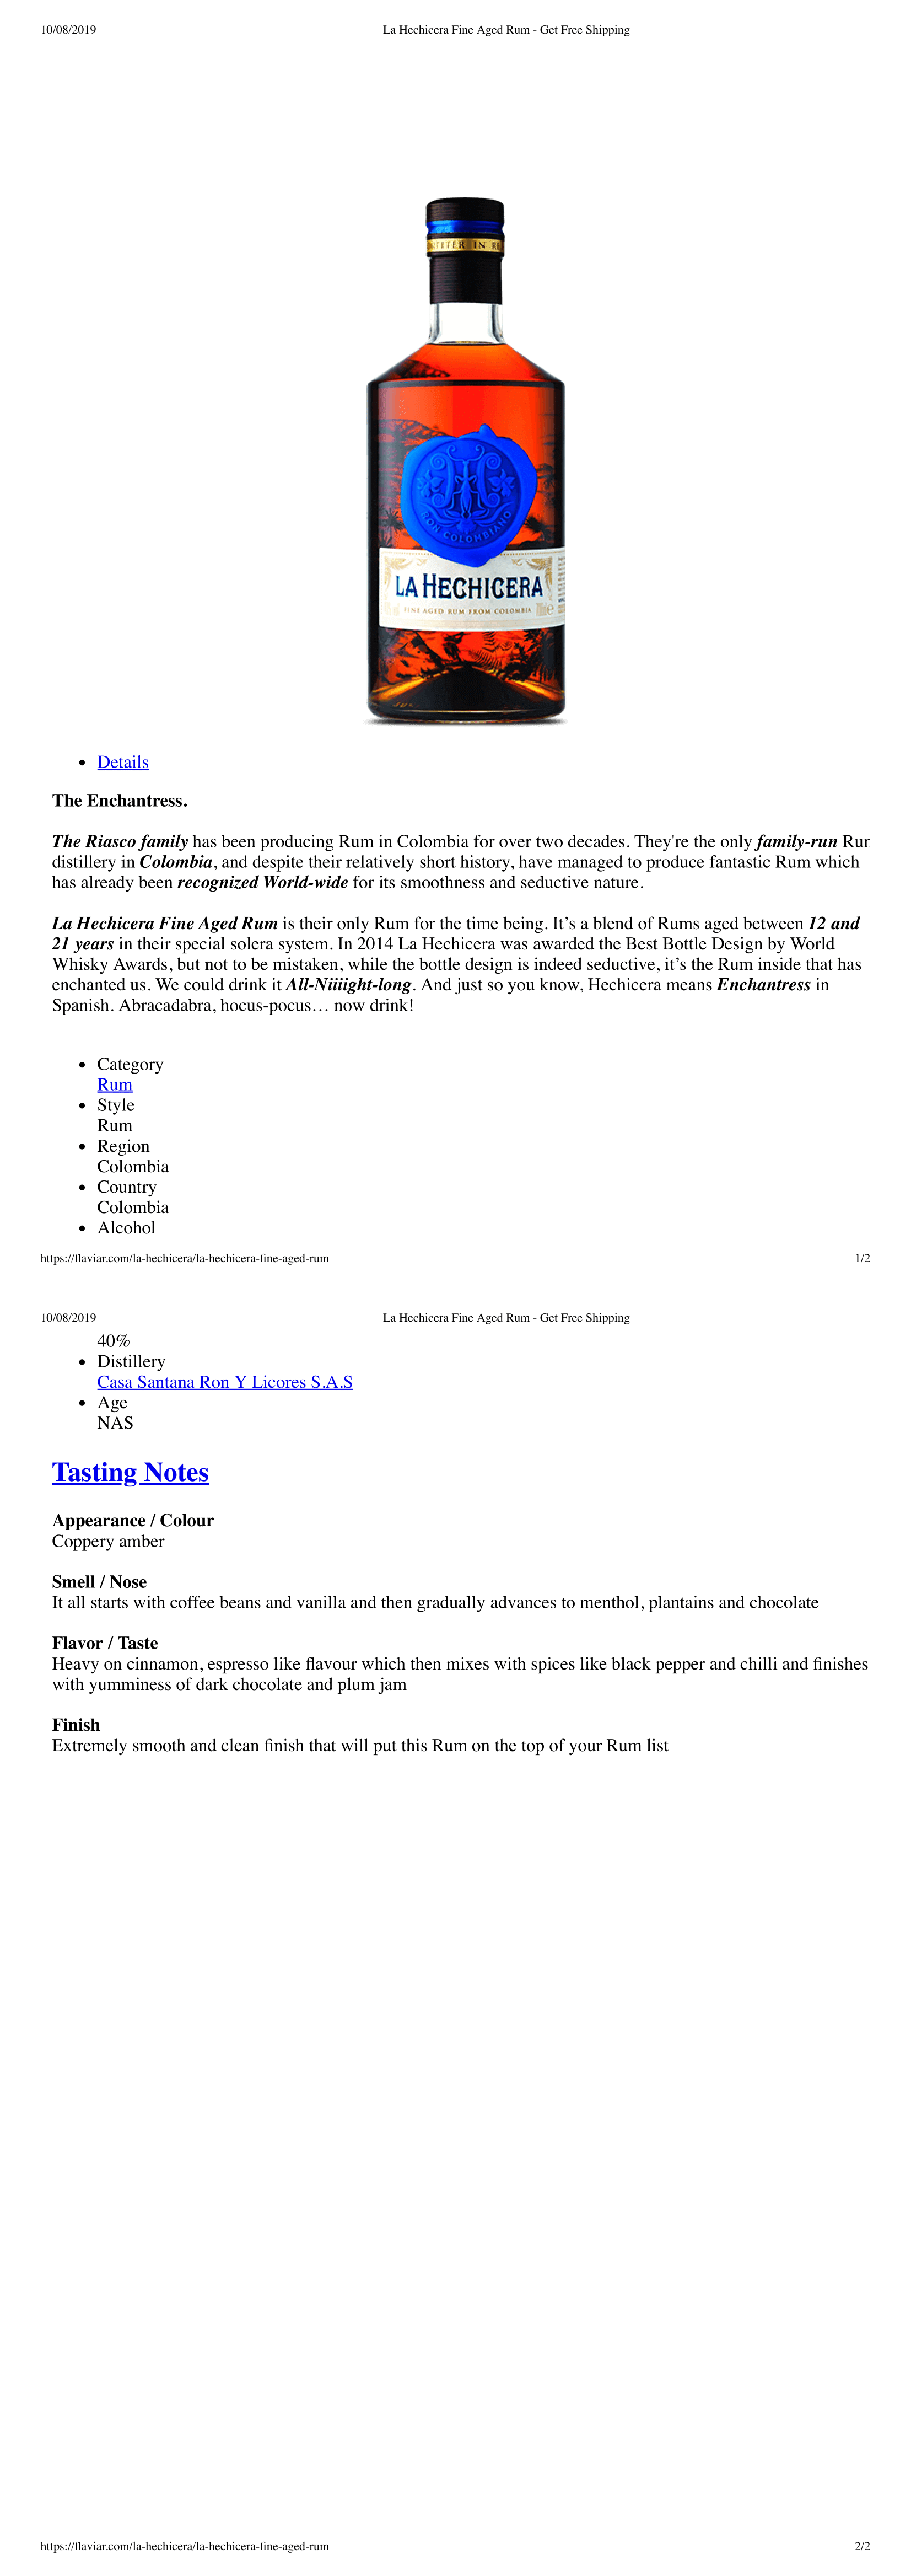 10/08/2019 La Hechicera Fine Aged Rum - Get Free Shipping
RON COLOMBIANO
LA HECHICERA
FINE AGED RUM FROM COLOMBIA
• Details
The Enchantress.
The Riasco family has been producing Rum in Colombia for over two decades. They're the only family-run Rum
distillery in Colombia, and despite their relatively short history, have managed to produce fantastic Rum which
has already been recognized World-wide for its smoothness and seductive nature.
La Hechicera Fine Aged Rum is their only Rum for the time being. It’s a blend of Rums aged between 12 and
21 years in their special solera system. In 2014 La Hechicera was awarded the Best Bottle Design by World
Whisky Awards, but not to be mistaken, while the bottle design is indeed seductive, it’s the Rum inside that has
enchanted us. We could drink it All-Niiiight-long. And just so you know, Hechicera means Enchantress in
Spanish. Abracadabra, hocus-pocus… now drink!
• Category
Rum
• Style
Rum
• Region
Colombia
• Country
Colombia
• Alcohol
https://flaviar.com/la-hechicera/la-hechicera-fine-aged-rum 1/2
10/08/2019 La Hechicera Fine Aged Rum - Get Free Shipping
40%
• Distillery
Casa Santana Ron Y Licores S.A.S
• Age
NAS
Tasting Notes
Appearance / Colour
Coppery amber
Smell / Nose
It all starts with coffee beans and vanilla and then gradually advances to menthol, plantains and chocolate
Flavor / Taste
Heavy on cinnamon, espresso like flavour which then mixes with spices like black pepper and chilli and finishes
with yumminess of dark chocolate and plum jam
Finish
Extremely smooth and clean finish that will put this Rum on the top of your Rum list
https://flaviar.com/la-hechicera/la-hechicera-fine-aged-rum 2/2